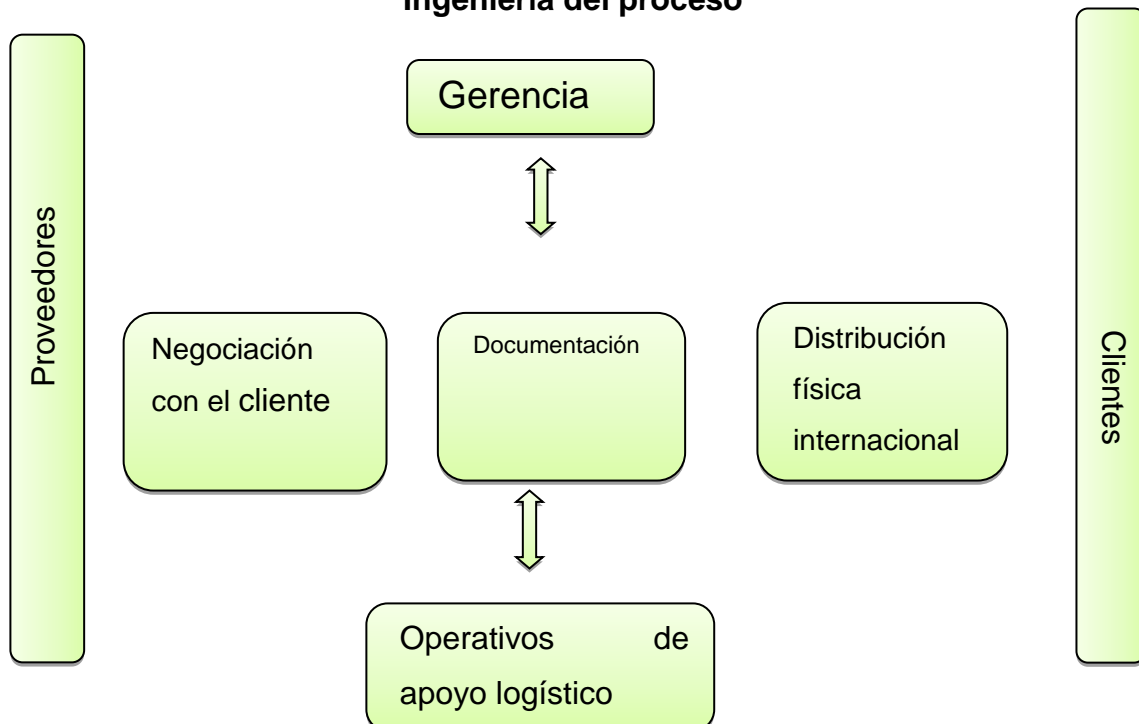 Ingeniería del proceso
Gerencia
Proveedores
Negociación
con el cliente
Documentación
Distribución
física
internacional
Clientes
Operativos de
apoyo logístico